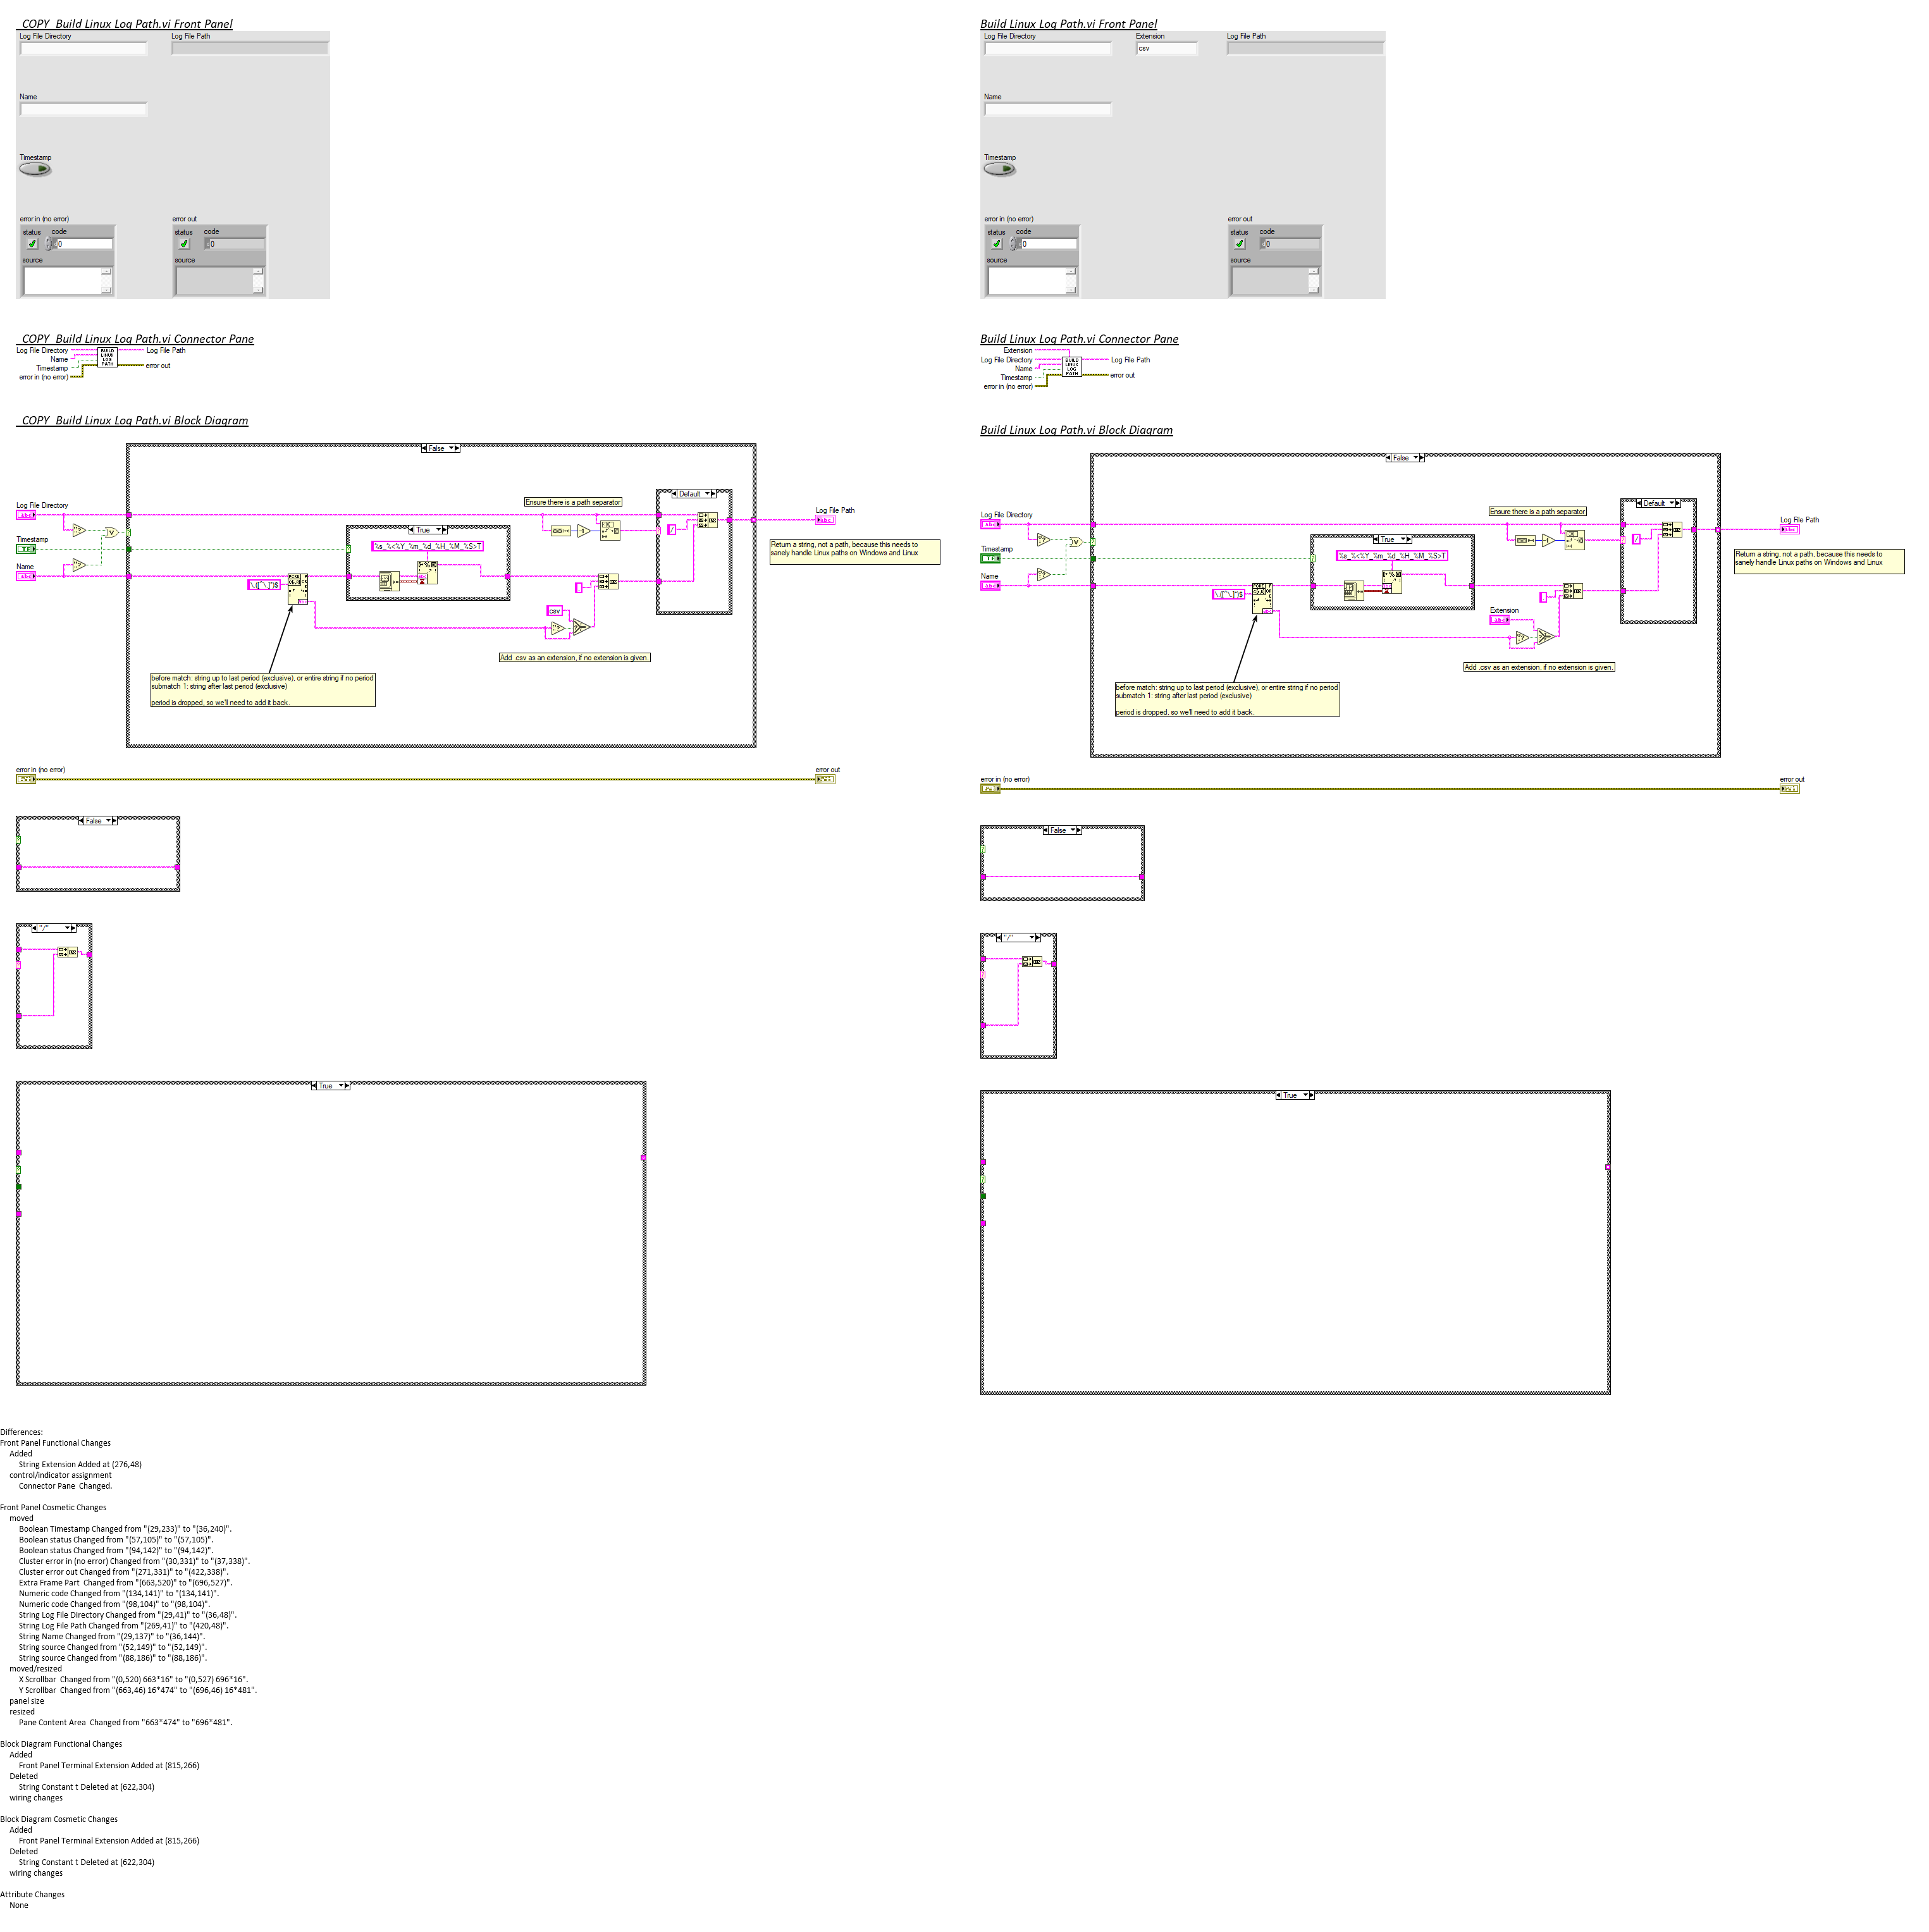 COPY  Build Linux Log Path.vi Front Panel
Log File Directory
Log File Path
Name
Timestamp
error in (no error)
error out
status
code
0
status
code
0
source
source
COPY  Build Linux Log Path.vi Connector Pane
Log File Directory
Name
Timestamp
error in (no error)
BUILD
LINUS
LOG
PATH
Log File Path
error out
COPY  Build Linux Log Path.vi Block Diagram
False
Log File Directory
Timestamp
Name
Ensure there is a path separator
Default
/
Log File Path
Return a string, not a path, because this needs to
sanely handle Linux paths on Windows and Linux
True
%s_%<%Y_%m_%d_%H_%M_%S>T
\.([^\.]*)$
.
csv
Add .csv as an extension, if no extension is given.
before match: string up to last period (exclusive), or entire string if no period
submatch 1: string after last period (exclusive)
period is dropped, so we'll need to add it back.
error in (no error)
error out
False
"/"
True
Build Linux Log Path.vi Front Panel
Log File Directory
Extension
csv
Log File Path
Name
Timestamp
error in (no error)
error out
status
code
0
status
code
0
source
source
Build Linux Log Path.vi Connector Pane
Extension
Log File Directory
Name
Timestamp
error in (no error)
BUILD
LINUS
LOG
PATH
Log File Path
error out
Build Linux Log Path.vi Block Diagram
False
Log File Directory
Timestamp
Name
Ensure there is a path separator
Default
/
Log File Path
Return a string, not a path, because this needs to
sanely handle Linux paths on Windows and Linux
True
%s_%<%Y_%m_%d_%H_%M_%S>T
\.([^\.]*)$
.
Extension
Add .csv as an extension, if no extension is given.
before match: string up to last period (exclusive), or entire string if no period
submatch 1: string after last period (exclusive)
period is dropped, so we'll need to add it back.
error in (no error)
error out
False
"/"
True
Differences:
Front Panel Functional Changes
Added
String Extension Added at (276,48)
control/indicator assignment
Connector Pane  Changed.
Front Panel Cosmetic Changes
moved
Boolean Timestamp Changed from "(29,233)" to "(36,240)".
Boolean status Changed from "(57,105)" to "(57,105)".
Boolean status Changed from "(94,142)" to "(94,142)".
Cluster error in (no error) Changed from "(30,331)" to "(37,338)".
Cluster error out Changed from "(271,331)" to "(422,338)".
Extra Frame Part  Changed from "(663,520)" to "(696,527)".
Numeric code Changed from "(134,141)" to "(134,141)".
Numeric code Changed from "(98,104)" to "(98,104)".
String Log File Directory Changed from "(29,41)" to "(36,48)".
String Log File Path Changed from "(269,41)" to "(420,48)".
String Name Changed from "(29,137)" to "(36,144)".
String source Changed from "(52,149)" to "(52,149)".
String source Changed from "(88,186)" to "(88,186)".
moved/resized
X Scrollbar  Changed from "(0,520) 663*16" to "(0,527) 696*16".
Y Scrollbar  Changed from "(663,46) 16*474" to "(696,46) 16*481".
panel size
resized
Pane Content Area  Changed from "663*474" to "696*481".
Block Diagram Functional Changes
Added
Front Panel Terminal Extension Added at (815,266)
Deleted
String Constant t Deleted at (622,304)
wiring changes
Block Diagram Cosmetic Changes
Added
Front Panel Terminal Extension Added at (815,266)
Deleted
String Constant t Deleted at (622,304)
wiring changes
Attribute Changes
None